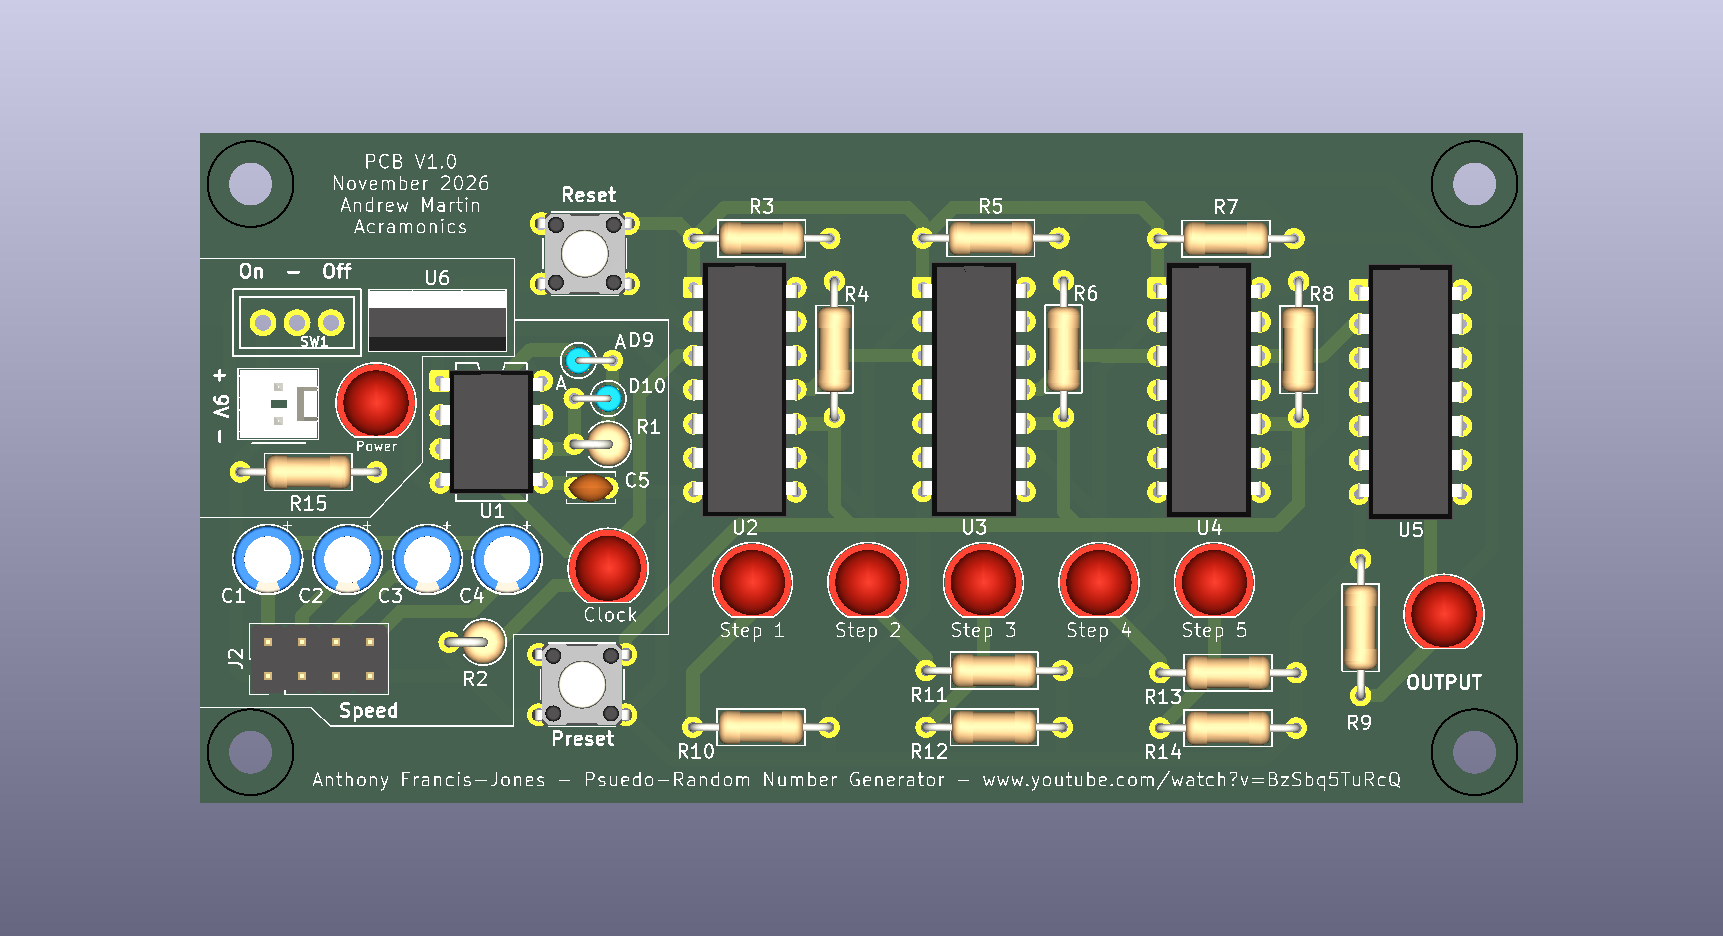 PCB V1.0
November 2026
Andrew Martin
Acramonics
Reset
R3
R5
R7
On - Off
U6
SW1
R4
R6
R8
AD9
A
D10
+ 9V -
Power
R1
C5
R15
U1
U2
U3
U4
U5
+
+
+
+
C1
C2
C3
C4
Clock
Step 1
Step 2
Step 3
Step 4
Step 5
J2
R2
R11
R13
OUTPUT
Speed
R9
Preset
R10
R12
R14
Anthony Francis-Jones - Psuedo-Random Number Generator - www.youtube.com/watch?v=BzSbq5TuRcQ